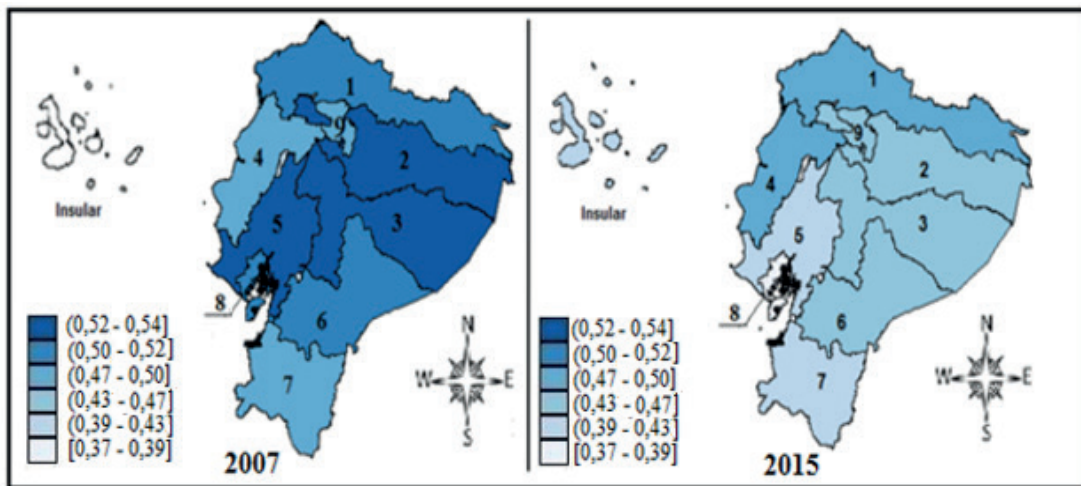 1
9
4
2
5
3
8
6
7
Insular
(0,52 - 0,54]
(0,50 - 0,52]
(0,47 - 0,50]
(0,43 - 0,47]
(0,39 - 0,43]
[0,37 - 0,39]
N
W E
S
2007
1
9
4
2
5
3
8
6
7
Insular
(0,52 - 0,54]
(0,50 - 0,52]
(0,47 - 0,50]
(0,43 - 0,47]
(0,39 - 0,43]
[0,37 - 0,39]
N
W E
S
2015